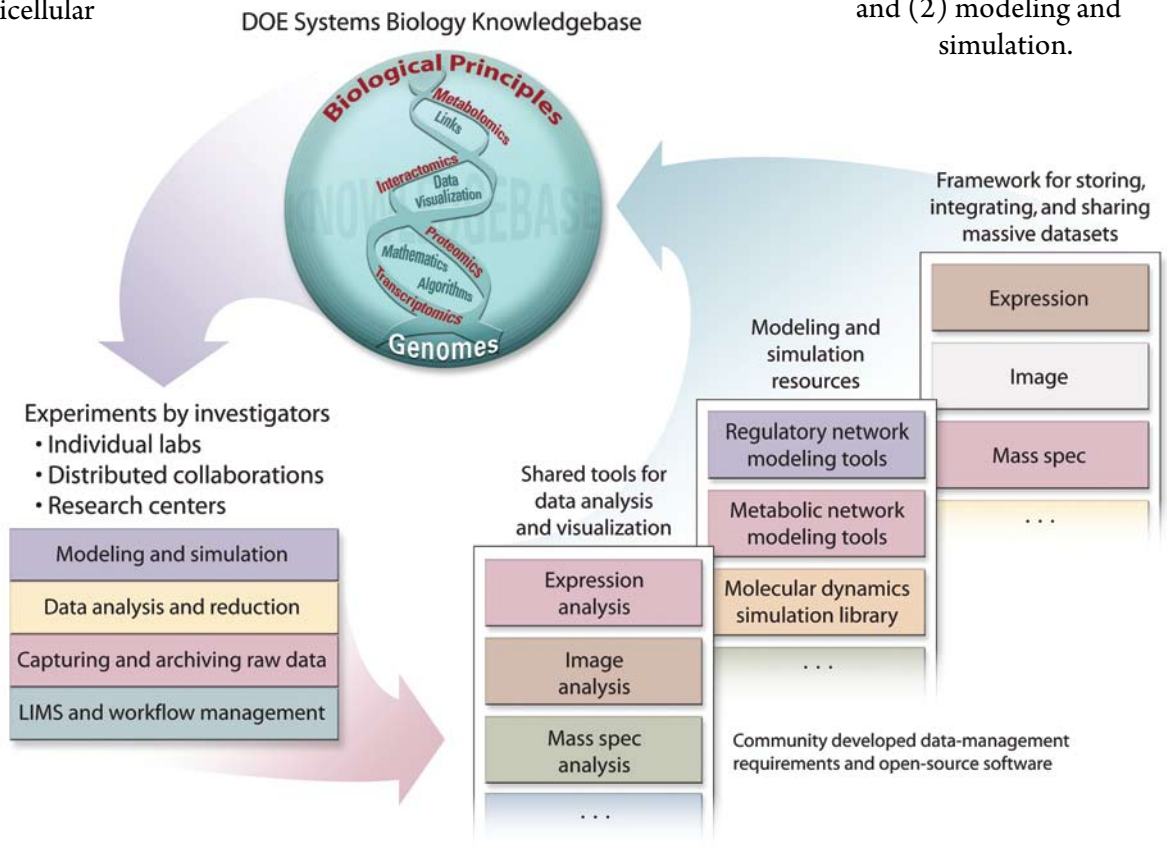 icellular
and (2) modeling and
simulation.
DOE Systems Biology Knowledgebase
Biological Principles
Metabolomics
Links
Interactomics
Data
Visualization
KNOWLEDGEBASE
Proteomics
Mathematics
Algorithms
Transcriptomics
Genomes
Experiments by investigators
• Individual labs
• Distributed collaborations
• Research centers
Modeling and simulation
Data analysis and reduction
Capturing and archiving raw data
LIMS and workflow management
Shared tools for
data analysis
and visualization
Expression
analysis
Image
analysis
Mass spec
analysis
. . .
Modeling and
simulation
resources
Regulatory network
modeling tools
Metabolic network
modeling tools
Molecular dynamics
simulation library
. . .
Framework for storing,
integrating, and sharing
massive datasets
Expression
Image
Mass spec
. . .
Community developed data-management
requirements and open-source software